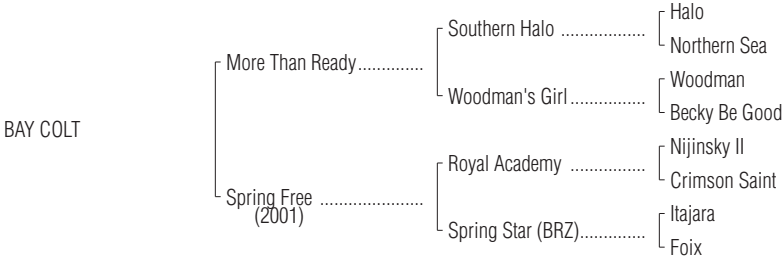 Halo
Southern Halo ..................
Northern Sea
More Than Ready..............
Woodman
Woodman's Girl................
Becky Be Good
BAY COLT
Nijinsky II
Royal Academy ................
Crimson Saint
Spring Free ......................
(2001)
Itajara
Spring Star (BRZ)..............
Foix